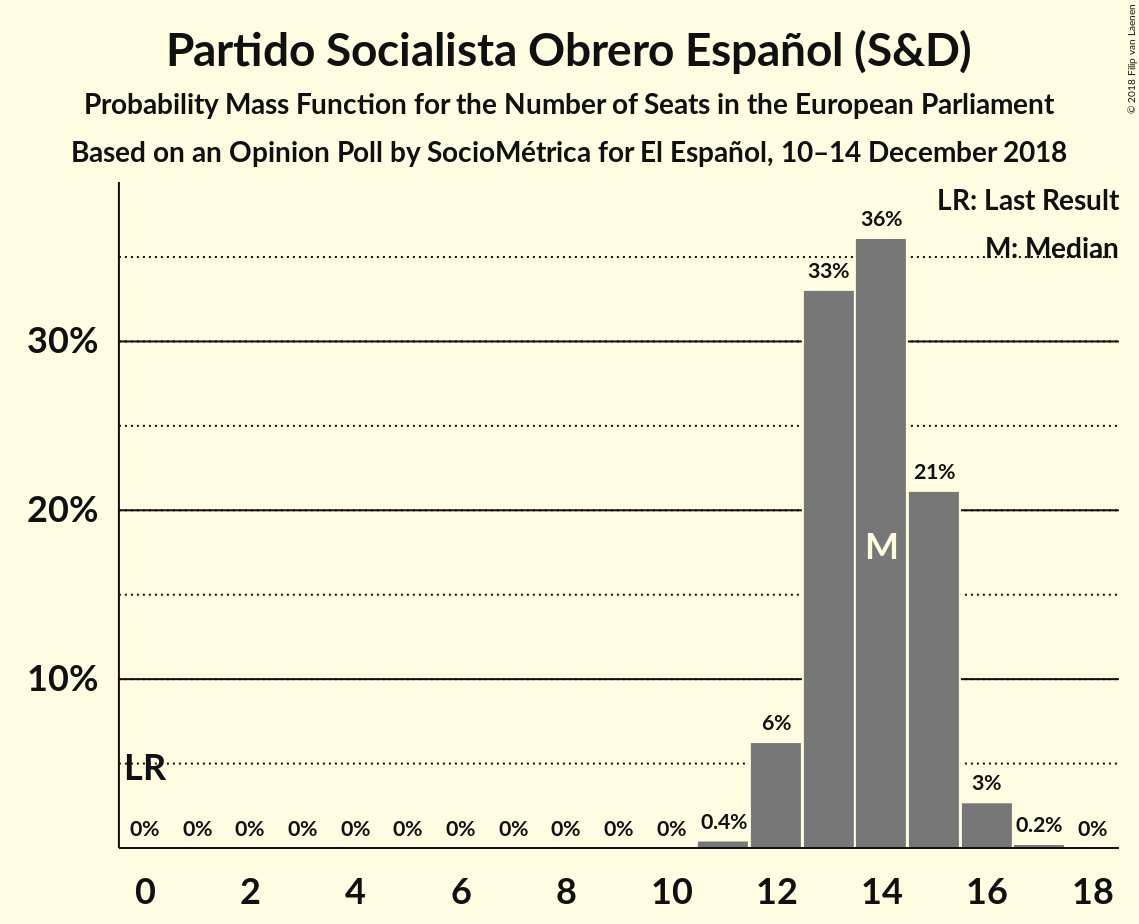 Partido Socialista Obrero Español (S&D)
Probability Mass Function for the Number of Seats in the European Parliament
Based on an Opinion Poll by SocioMétrica for El Español, 10–14 December 2018
© 2018 Filip van Laenen
LR: Last Result
M: Median
36%
33%
30%
21%
20%
M
10%
6%
LR
3%
0% 0% 0% 0% 0% 0% 0% 0% 0% 0% 0% 0.4% 0.2% 0%
0 2 4 6 8 10 12 14 16 18